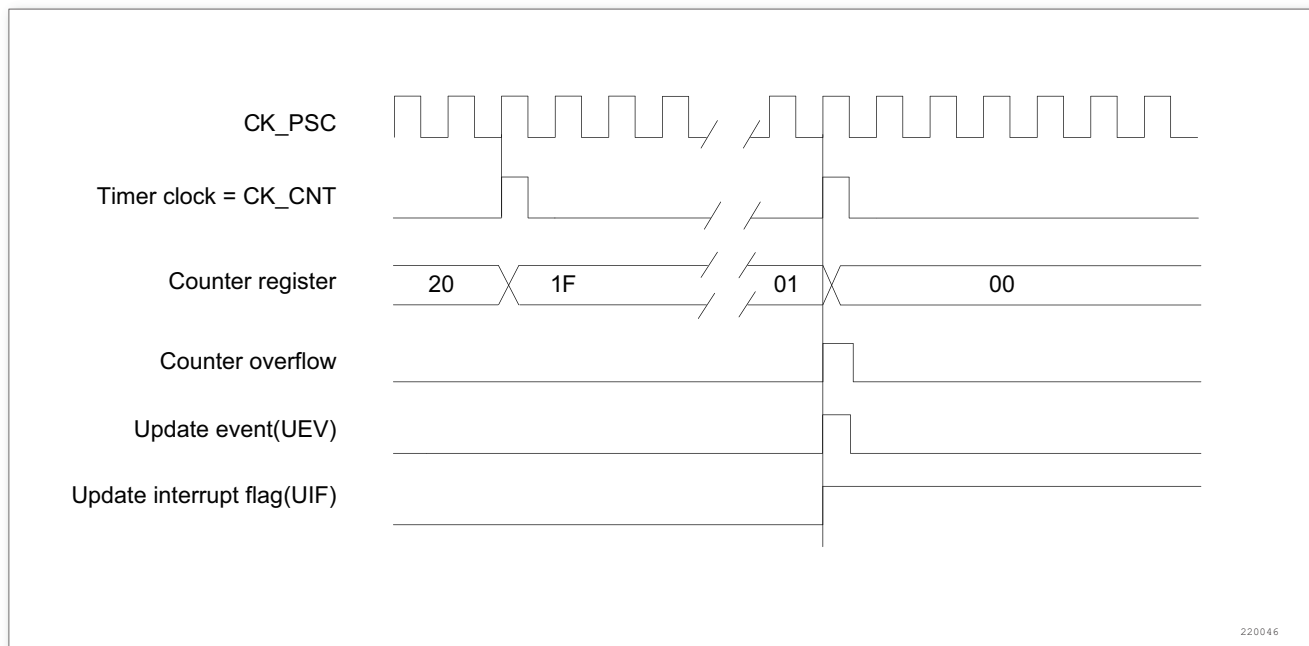 CK_PSC
Timer clock = CK_CNT
Counter register
20
1F
01
00
Counter overflow
Update event(UEV)
Update interrupt flag(UIF)
220046